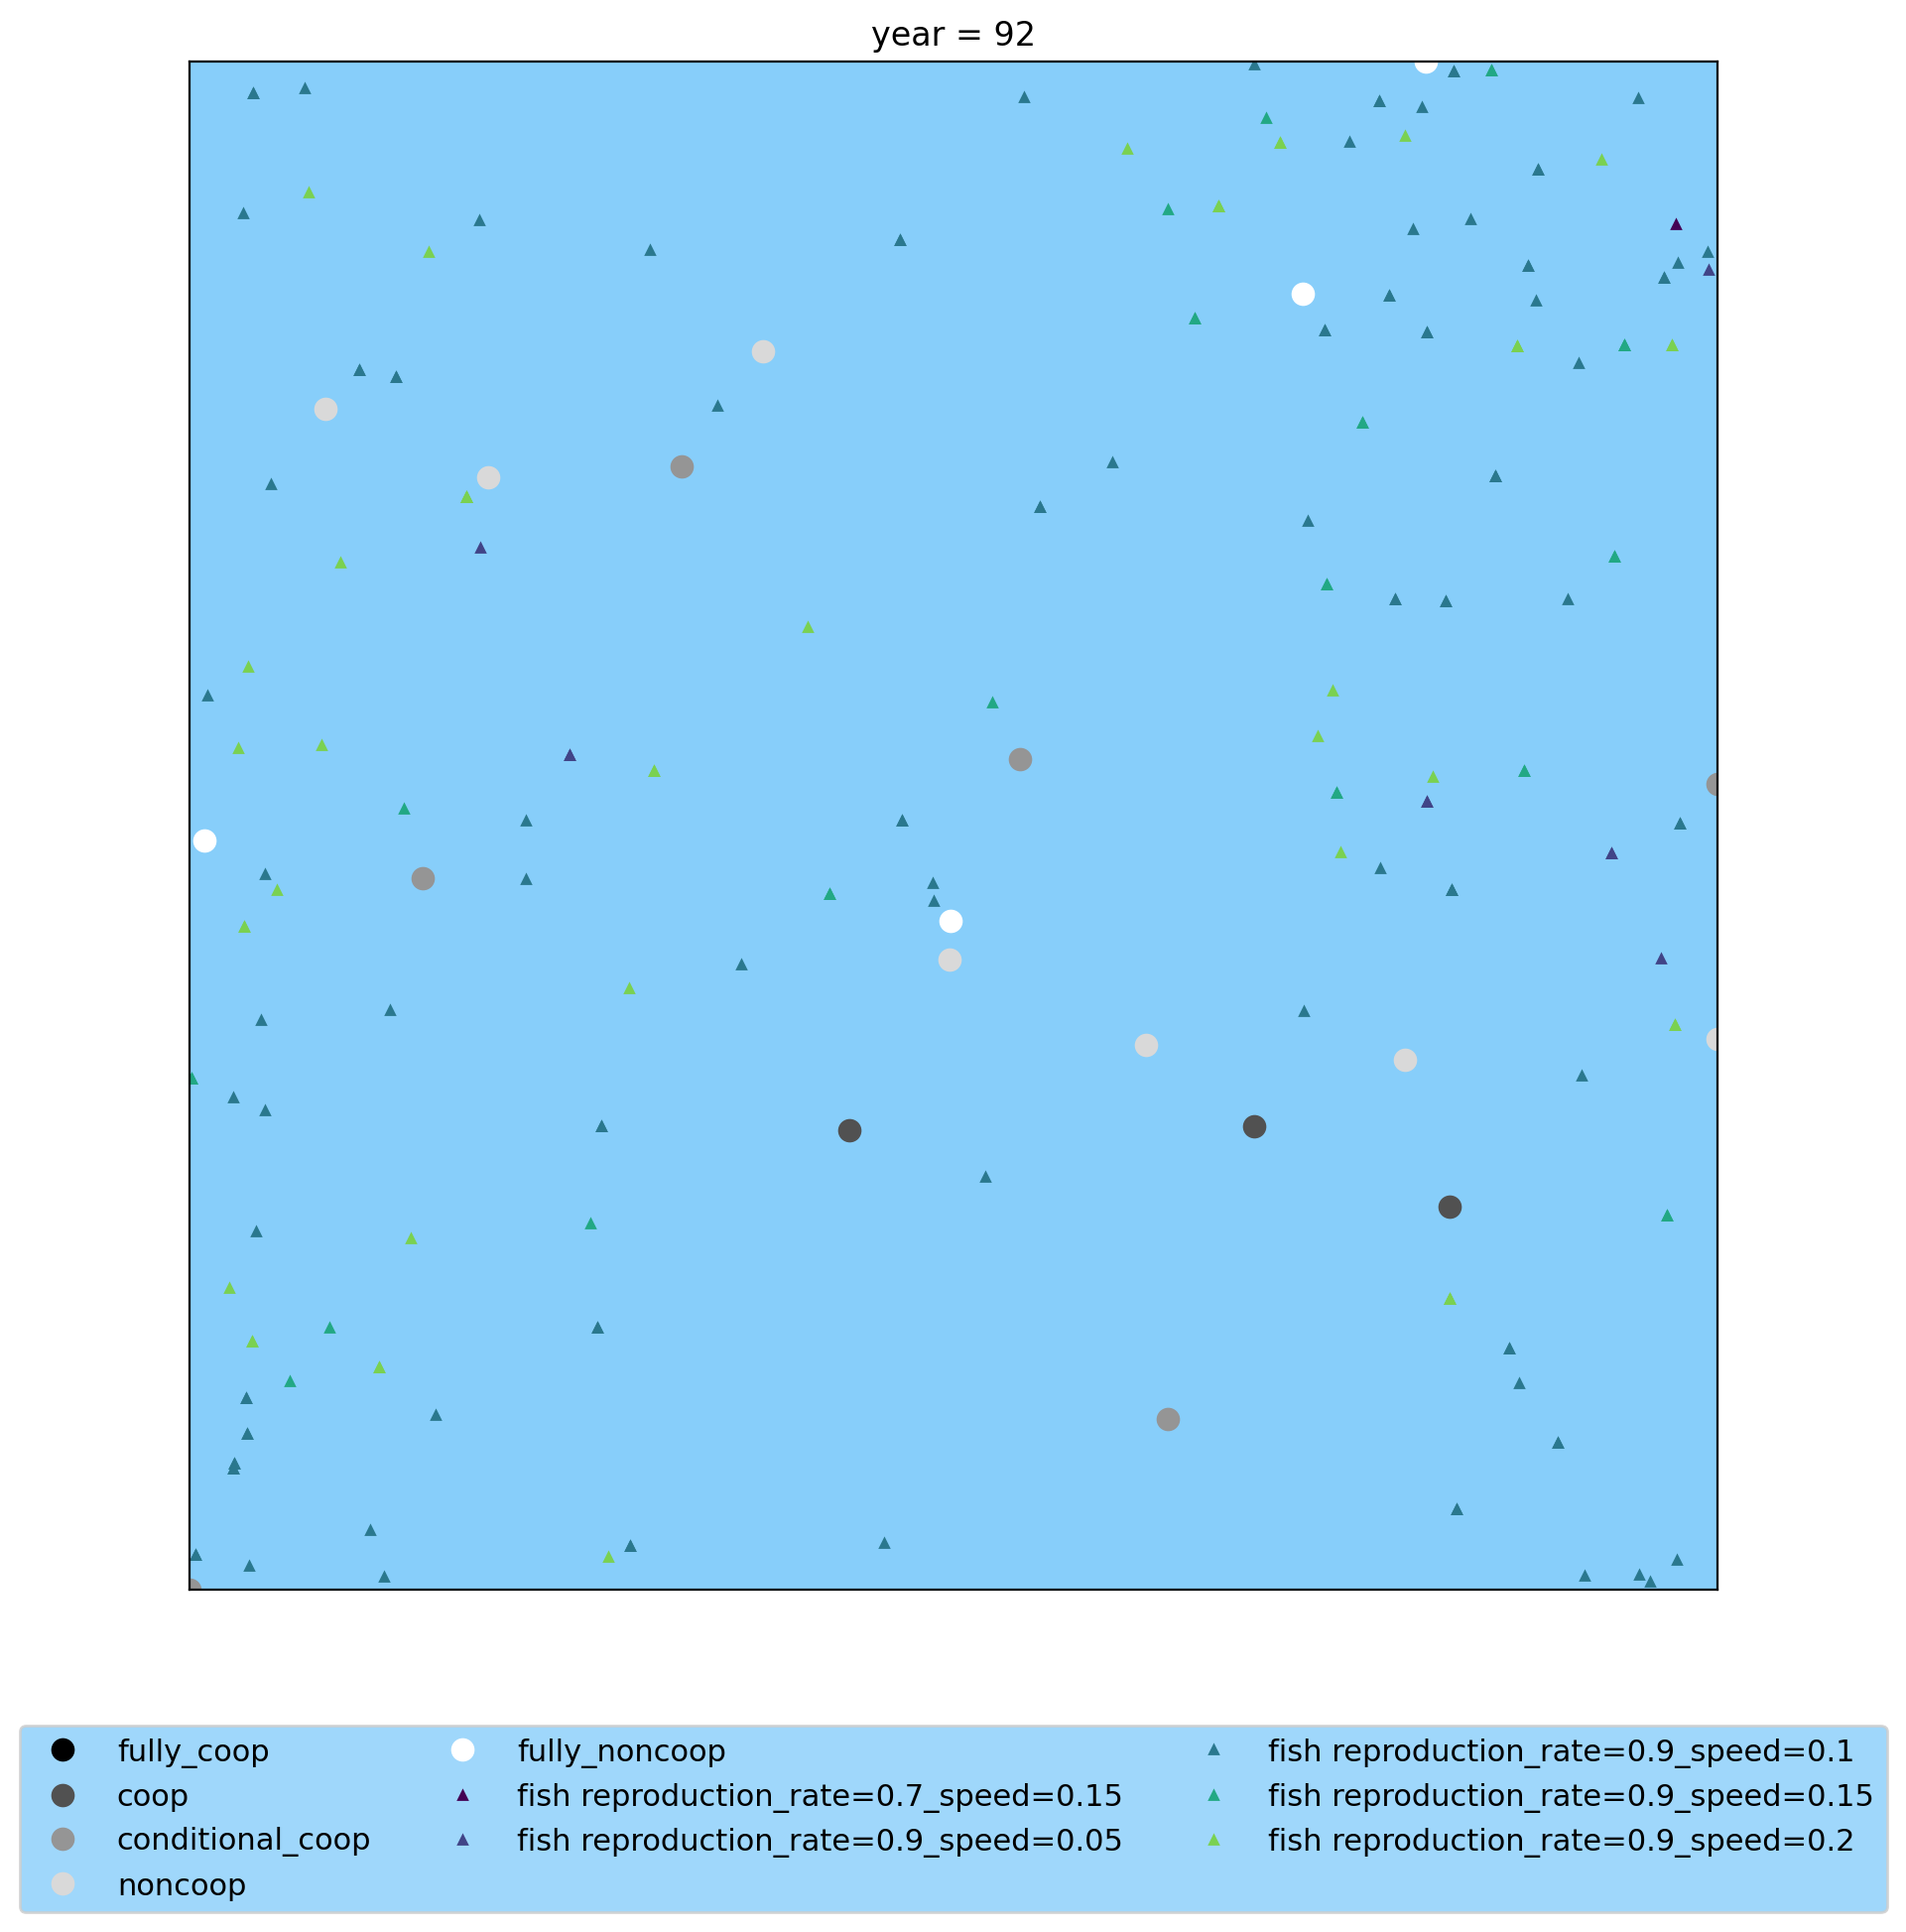 year = 92
fully_coop
coop
conditional_coop
noncoop
fully_noncoop
fish reproduction_rate=0.7_speed=0.15
fish reproduction_rate=0.9_speed=0.05
fish reproduction_rate=0.9_speed=0.1
fish reproduction_rate=0.9_speed=0.15
fish reproduction_rate=0.9_speed=0.2